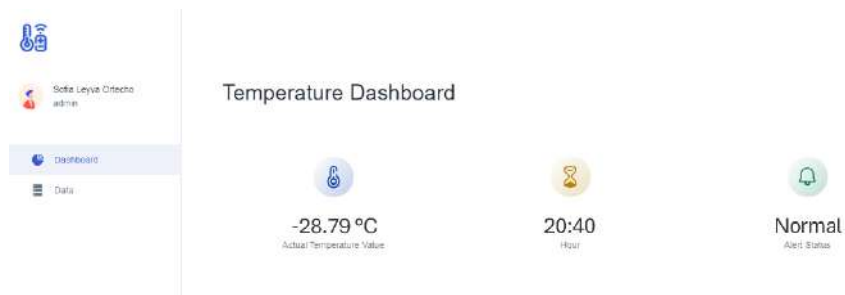 Sofia Leyva Ortecho
admin
Temperature Dashboard
Dashboard
Data
-28.79 ºC
Actual Temperature Value
20:40
Hour
Normal
Alert Status